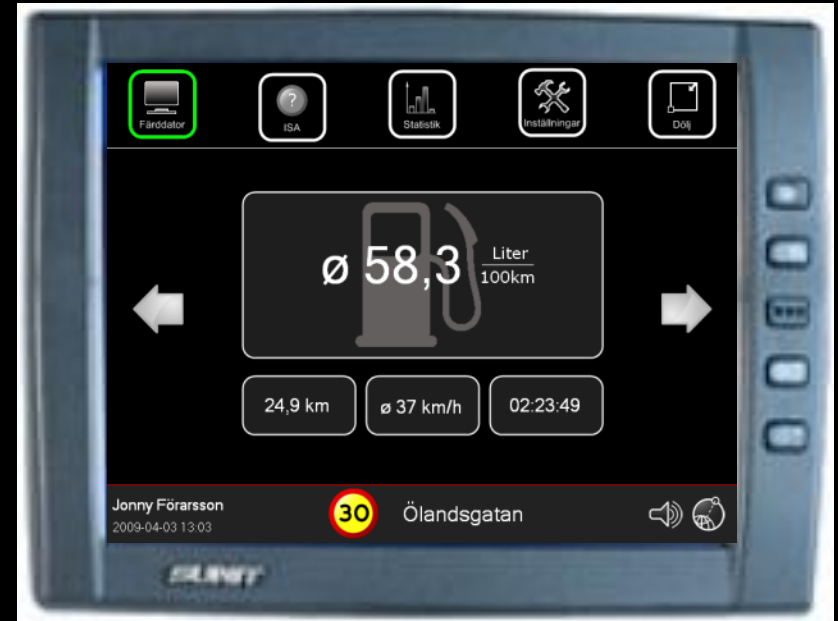 Färddator
?
ISA
Statistik
Inställningar
Dölj
ø 58,3 Liter
100km
24,9 km
ø 37 km/h
02:23:49
Jonny Förarsson
2009-04-03 13:03
30
Ölandsgatan
SUNIT